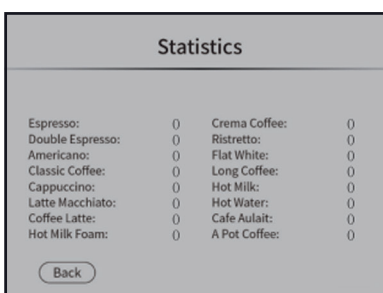 Statistics
Espresso: 0 Crema Coffee: 0
Double Espresso: 0 Ristretto: 0
Americano: 0 Flat White: 0
Classic Coffee: 0 Long Coffee: 0
Cappuccino: 0 Hot Milk: 0
Latte Macchiato: 0 Hot Water: 0
Coffee Latte: 0 Cafe Aulait: 0
Hot Milk Foam: 0 A Pot Coffee: 0
Back